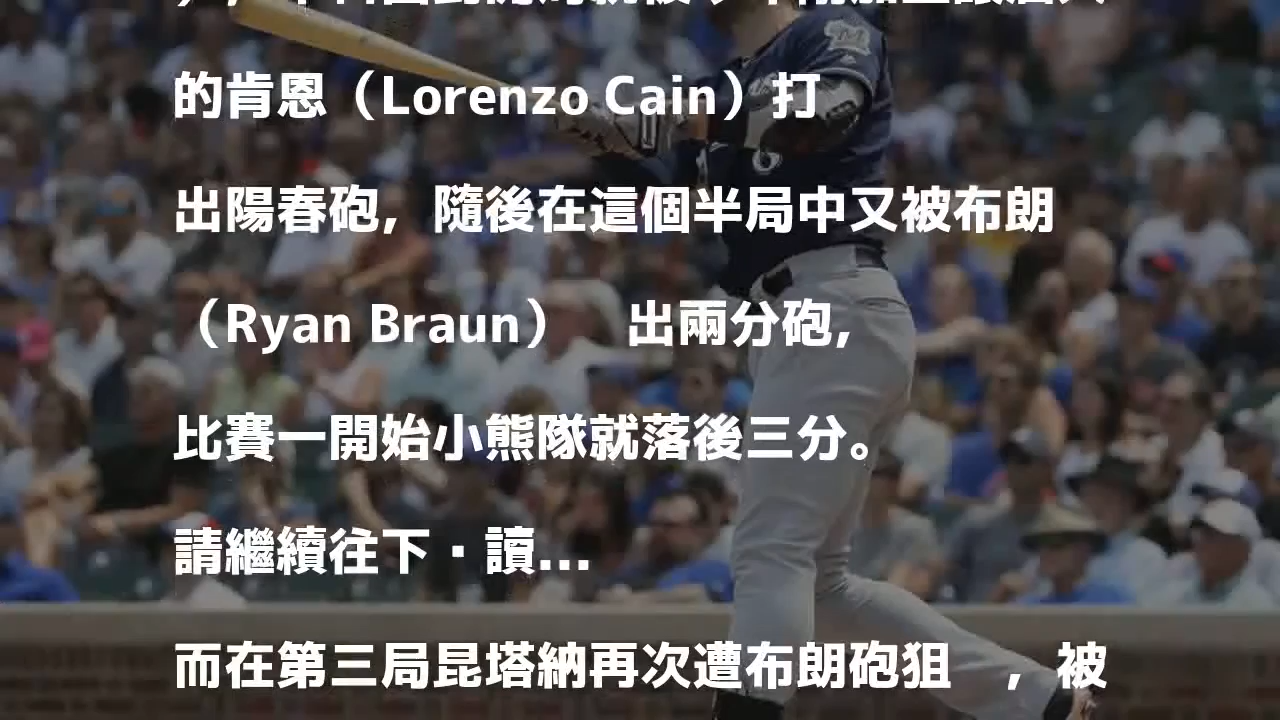 的肯恩（Lorenzo Cain）打
出陽春砲，隨後在這個半局中又被布朗
（Ryan Braun）　出兩分砲，
比賽一開始小熊隊就落後三分。
請繼續往下·讀...
而在第三局昆塔納再次遭布朗砲狙　，被